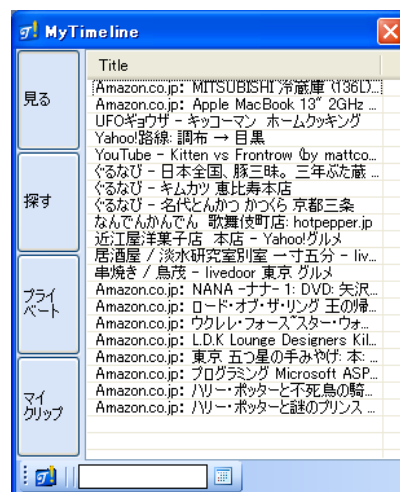 MyTimeline
見る
探す
プライ
ベート
マイ
クリップ
Title
Amazon.co.jp: MITSUBISHI 冷蔵庫 (136L)...
Amazon.co.jp: Apple MacBook 13" 2GHz ...
UFOギョウザ - キッコーマン ホームクッキング
Yahoo!路線: 調布 → 目黒
YouTube - Kitten vs Frontrow (by mattco...
ぐるなび - 日本全国、豚三昧。 三年ぶた蔵 ...
ぐるなび - キムカツ 恵比寿本店
ぐるなび - 名代とんかつ かつくら 京都三条
なんでんかんでん 歌舞伎町店: hotpepper.jp
近江屋洋菓子店 本店 - Yahoo!グルメ
居酒屋 / 淡水研究室別室 一寸五分 - liv...
串焼き / 鳥茂 - livedoor 東京 グルメ
Amazon.co.jp: NANA -ナナ- 1: DVD: 矢沢...
Amazon.co.jp: ロード・オブ・ザ・リング 王の帰...
Amazon.co.jp: ウクレレ・フォース~スター・ウォ...
Amazon.co.jp: L.D.K Lounge Designers Kil...
Amazon.co.jp: 東京 五つ星の手みやげ: 本: ...
Amazon.co.jp: プログラミング Microsoft ASP...
Amazon.co.jp: ハリー・ポッターと不死鳥の騎...
Amazon.co.jp: ハリー・ポッターと謎のプリンス ...